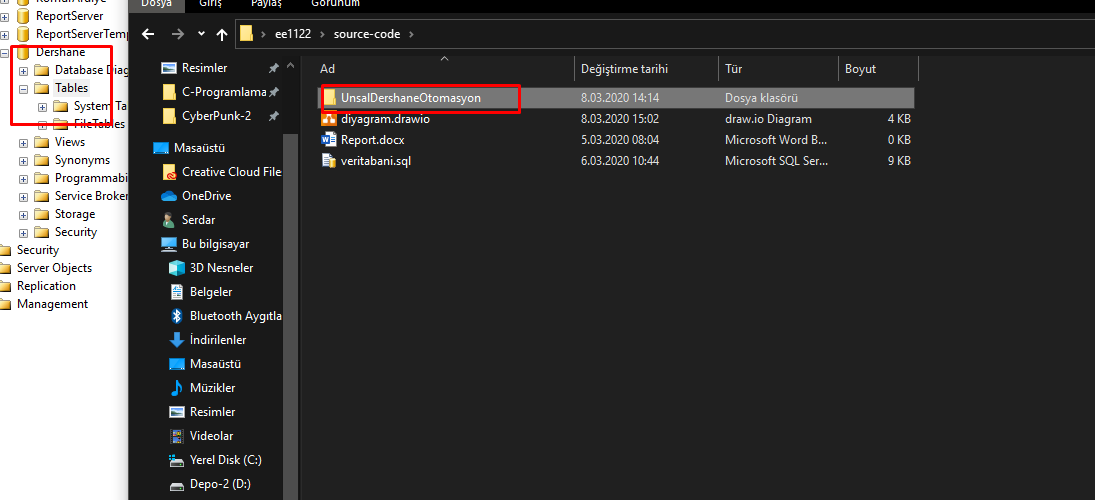 RemarArdiye
ReportServer
ReportServerTemp
Dershane
Database Diag
Tables
System Ta
FileTables
Views
Synonyms
Programmabi
Service Broker
Storage
Security
Security
Server Objects
Replication
Management
Dosya Giriş Paylaş Görünüm
ee1122 source-code
Resimler
C-Programlama
CyberPunk-2
Masaüstü
Creative Cloud File
OneDrive
Serdar
Bu bilgisayar
3D Nesneler
Belgeler
Bluetooth Aygıtla
İndirilenler
Masaüstü
Müzikler
Resimler
Videolar
Yerel Disk (C:)
Depo-2 (D:)
Ad Değiştirme tarihi Tür Boyut
UnsalDershaneOtomasyon 8.03.2020 14:14 Dosya klasörü
diyagram.drawio 8.03.2020 15:02 draw.io Diagram 4 KB
Report.docx 5.03.2020 08:04 Microsoft Word B... 0 KB
veritabani.sql 6.03.2020 10:44 Microsoft SQL Ser... 9 KB